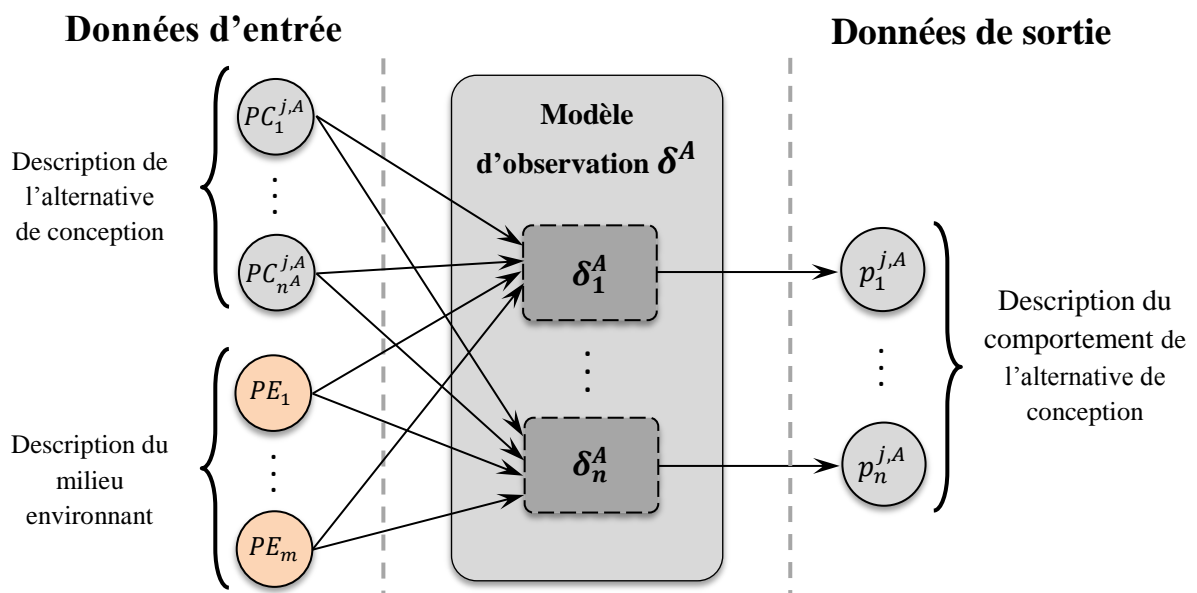 Données d’entrée
Description de
l’alternative
de conception
PC_1^{j,A}
⋮
PC_{n^A}^{j,A}
Description du
milieu
environnant
PE_1
⋮
PE_m
Modèle
d’observation δ^A
δ_1^A
⋮
δ_n^A
Données de sortie
p_1^{j,A}
⋮
p_n^{j,A}
Description du
comportement de
l’alternative de
conception